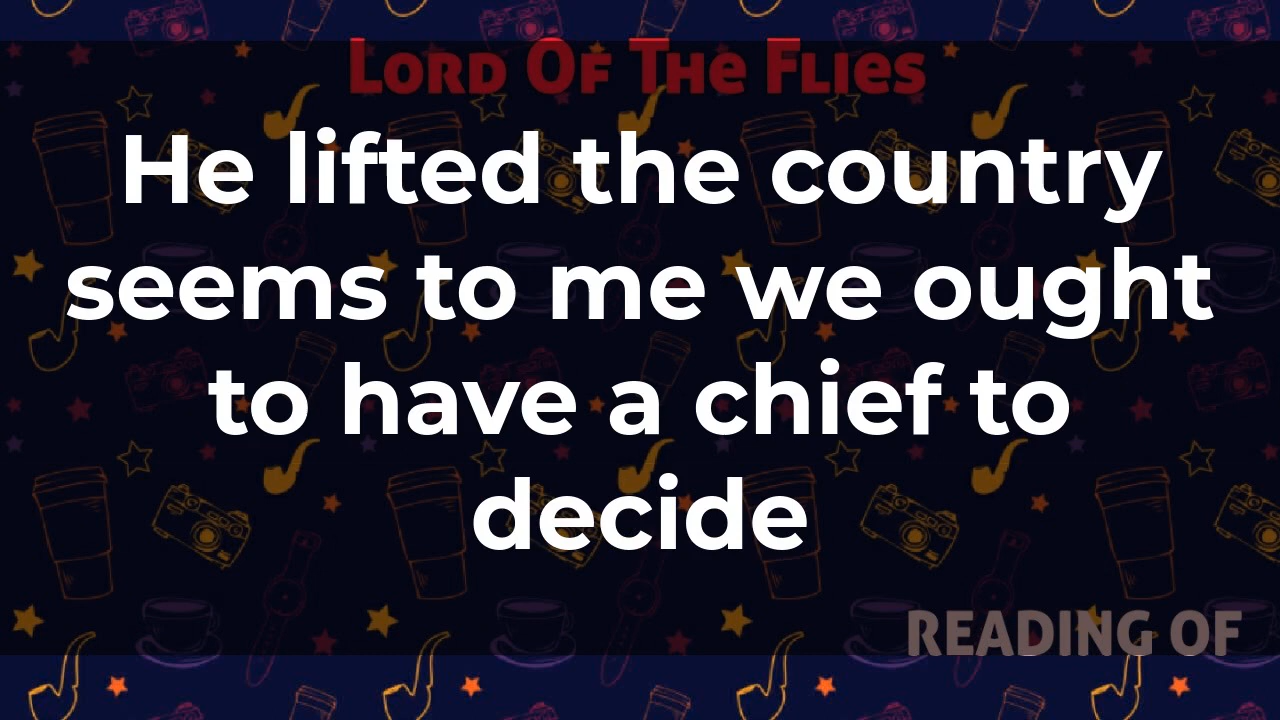 Lord Of The Flies
He lifted the country
seems to me we ought
to have a chief to
decide
READING OF